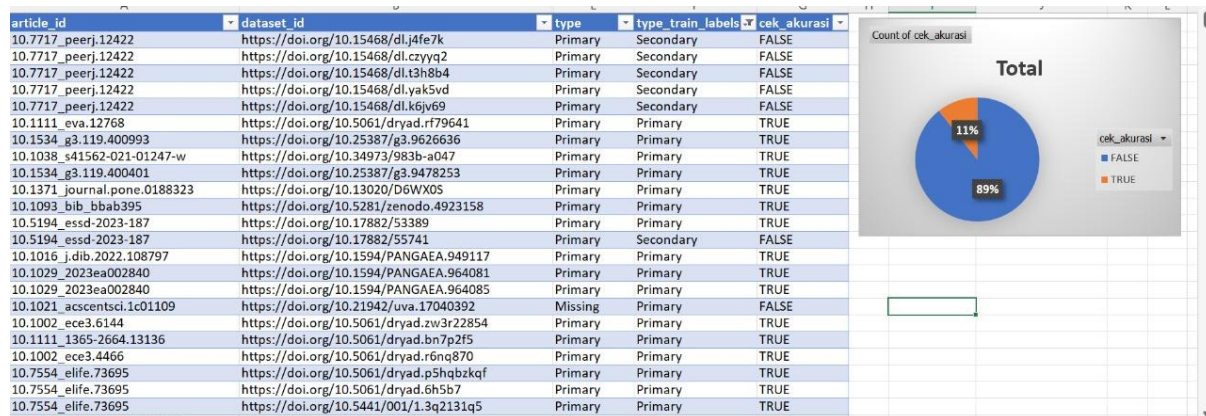 article_id dataset_id type type_train_labels cek_akurasi
10.7717_peerj.12422 https://doi.org/10.15468/dl.j4fe7k Primary Secondary FALSE
10.7717_peerj.12422 https://doi.org/10.15468/dl.czyyq2 Primary Secondary FALSE
10.7717_peerj.12422 https://doi.org/10.15468/dl.t3h8b4 Primary Secondary FALSE
10.7717_peerj.12422 https://doi.org/10.15468/dl.yak5vd Primary Secondary FALSE
10.7717_peerj.12422 https://doi.org/10.15468/dl.k6jv69 Primary Secondary FALSE
10.1111_eva.12768 https://doi.org/10.5061/dryad.rf79641 Primary Primary TRUE
10.1534_g3.119.400993 https://doi.org/10.25387/g3.9626636 Primary Primary TRUE
10.1038_s41562-021-01247-w https://doi.org/10.34973/983b-a047 Primary Primary TRUE
10.1534_g3.119.400401 https://doi.org/10.25387/g3.9478253 Primary Primary TRUE
10.1371_journal.pone.0188323 https://doi.org/10.13020/D6WX0S Primary Primary TRUE
10.1093_bib_bbab395 https://doi.org/10.5281/zenodo.4923158 Primary Primary TRUE
10.5194_essd-2023-187 https://doi.org/10.17882/53389 Primary Primary TRUE
10.5194_essd-2023-187 https://doi.org/10.17882/55741 Primary Secondary FALSE
10.1016_j.dib.2022.108797 https://doi.org/10.1594/PANGAEA.949117 Primary Primary TRUE
10.1029_2023ea002840 https://doi.org/10.1594/PANGAEA.964081 Primary Primary TRUE
10.1029_2023ea002840 https://doi.org/10.1594/PANGAEA.964085 Primary Primary TRUE
10.1021_acscentsci.1c01109 https://doi.org/10.21942/uva.17040392 Missing Primary FALSE
10.1002_ece3.6144 https://doi.org/10.5061/dryad.zw3r22854 Primary Primary TRUE
10.1111_1365-2664.13136 https://doi.org/10.5061/dryad.bn7p2f5 Primary Primary TRUE
10.1002_ece3.4466 https://doi.org/10.5061/dryad.r6nq870 Primary Primary TRUE
10.7554_elife.73695 https://doi.org/10.5061/dryad.p5hqbzkqf Primary Primary TRUE
10.7554_elife.73695 https://doi.org/10.5061/dryad.6h5b7 Primary Primary TRUE
10.7554_elife.73695 https://doi.org/10.5441/001/1.3q2131q5 Primary Primary TRUE
Count of cek_akurasi
Total
11%
89%
cek_akurasi
FALSE
TRUE